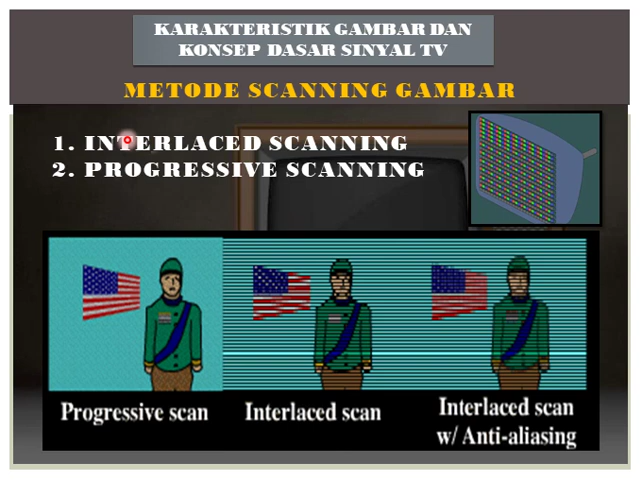 KARAKTERISTIK GAMBAR DAN
KONSEP DASAR SINYAL TV
METODE SCANNING GAMBAR
1. INTERLACED SCANNING
2. PROGRESSIVE SCANNING
Progressive scan
Interlaced scan
Interlaced scan
w/ Anti-aliasing